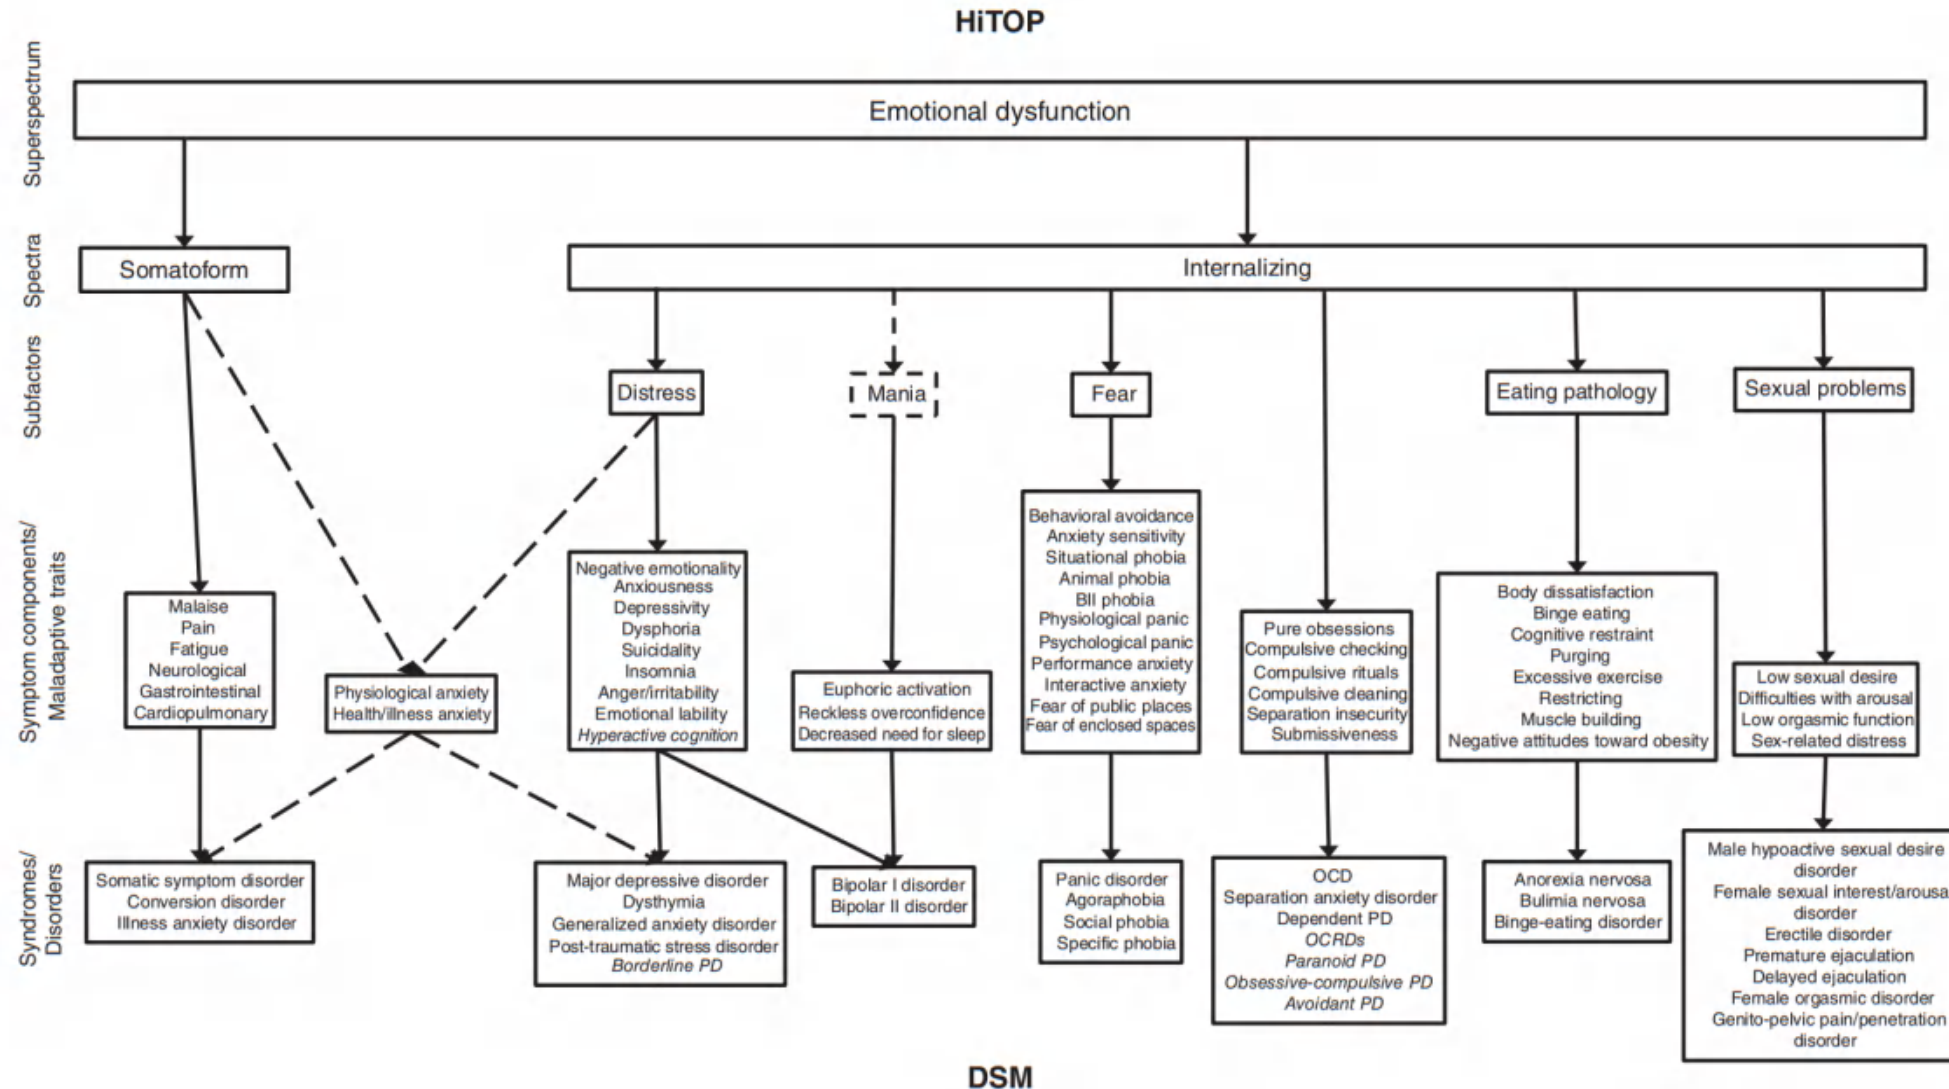 HiTOP
Superspectrum
Emotional dysfunction
Spectra
Somatoform
Internalizing
Subfactors
Distress
Mania
Fear
Eating pathology
Sexual problems
Symptom components/
Maladaptive traits
Malaise
Pain
Fatigue
Neurological
Gastrointestinal
Cardiopulmonary
Physiological anxiety
Health/illness anxiety
Negative emotionality
Anxiousness
Depressivity
Dysphoria
Suicidality
Insomnia
Anger/irritability
Emotional lability
Hyperactive cognition
Euphoric activation
Reckless overconfidence
Decreased need for sleep
Behavioral avoidance
Anxiety sensitivity
Situational phobia
Animal phobia
BII phobia
Physiological panic
Psychological panic
Performance anxiety
Interactive anxiety
Fear of public places
Fear of enclosed spaces
Pure obsessions
Compulsive checking
Compulsive rituals
Compulsive cleaning
Separation insecurity
Submissiveness
Body dissatisfaction
Binge eating
Cognitive restraint
Purging
Excessive exercise
Restricting
Muscle building
Negative attitudes toward obesity
Low sexual desire
Difficulties with arousal
Low orgasmic function
Sex-related distress
Syndromes/
Disorders
Somatic symptom disorder
Conversion disorder
Illness anxiety disorder
Major depressive disorder
Dysthymia
Generalized anxiety disorder
Post-traumatic stress disorder
Borderline PD
Bipolar I disorder
Bipolar II disorder
Panic disorder
Agoraphobia
Social phobia
Specific phobia
OCD
Separation anxiety disorder
Dependent PD
OCRDs
Paranoid PD
Obsessive-compulsive PD
Avoidant PD
Anorexia nervosa
Bulimia nervosa
Binge-eating disorder
Male hypoactive sexual desire
disorder
Female sexual interest/arousa
disorder
Erectile disorder
Premature ejaculation
Delayed ejaculation
Female orgasmic disorder
Genito-pelvic pain/penetration
disorder
DSM